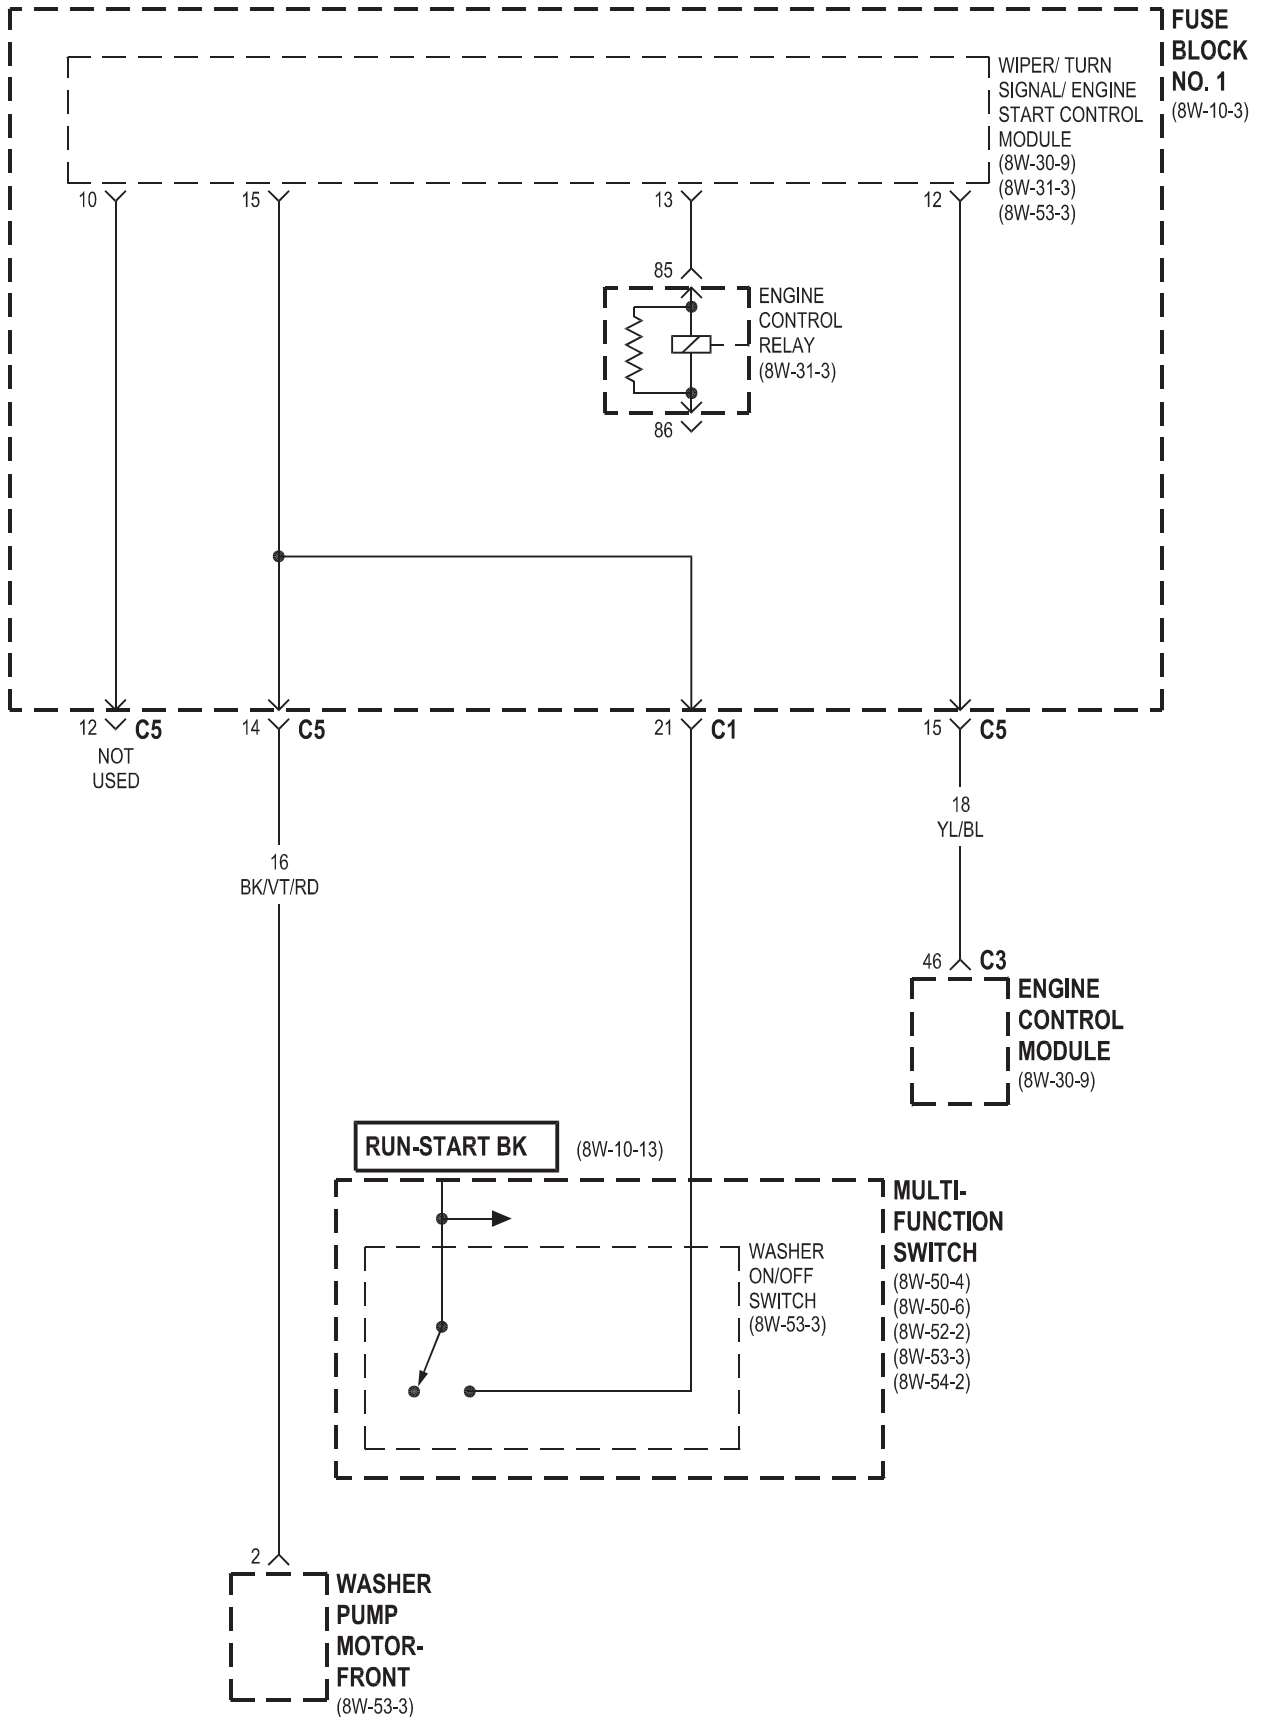 FUSE
BLOCK
NO. 1
(8W-10-3)
WIPER/ TURN
SIGNAL/ ENGINE
START CONTROL
MODULE
(8W-30-9)
(8W-31-3)
(8W-53-3)
10
15
13
12
85
ENGINE
CONTROL
RELAY
(8W-31-3)
86
12 C5
NOT
USED
14 C5
21 C1
15 C5
18
YL/BL
16
BK/VT/RD
46 C3
ENGINE
CONTROL
MODULE
(8W-30-9)
RUN-START BK (8W-10-13)
MULTI-
FUNCTION
SWITCH
(8W-50-4)
(8W-50-6)
(8W-52-2)
(8W-53-3)
(8W-54-2)
WASHER
ON/OFF
SWITCH
(8W-53-3)
2
WASHER
PUMP
MOTOR-
FRONT
(8W-53-3)